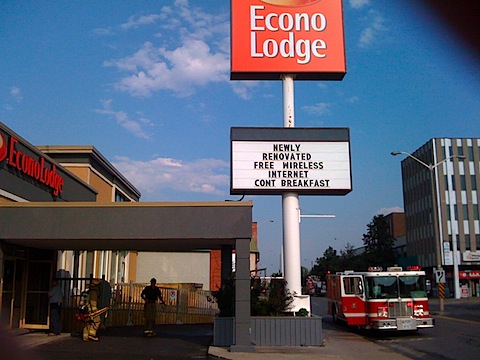 Econo
Lodge
NEWLY
RENOVATED
FREE WIRELESS
INTERNET
CONT BREAKFAST
EconoLodge